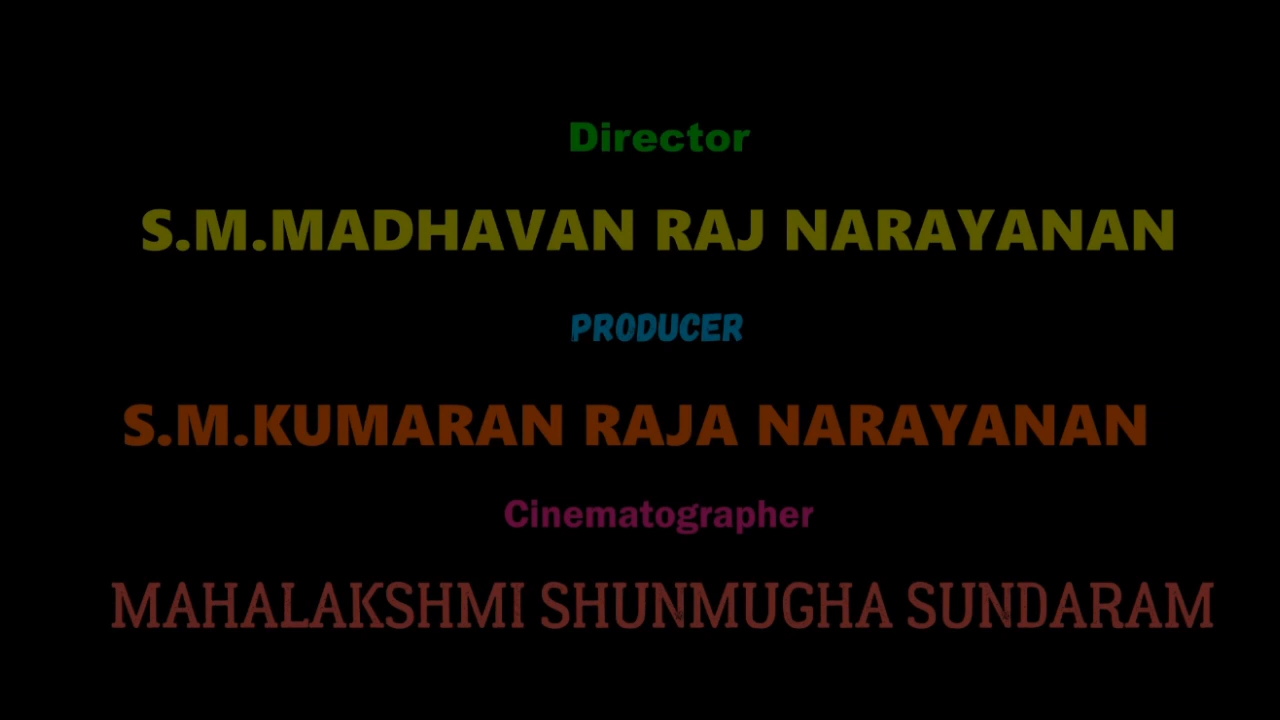 Director
S.M.MADHAVAN RAJ NARAYANAN
PRODUCER
S.M.KUMARAN RAJA NARAYANAN
Cinematographer
MAHALAKSHMI SHUNMUGHA SUNDARAM